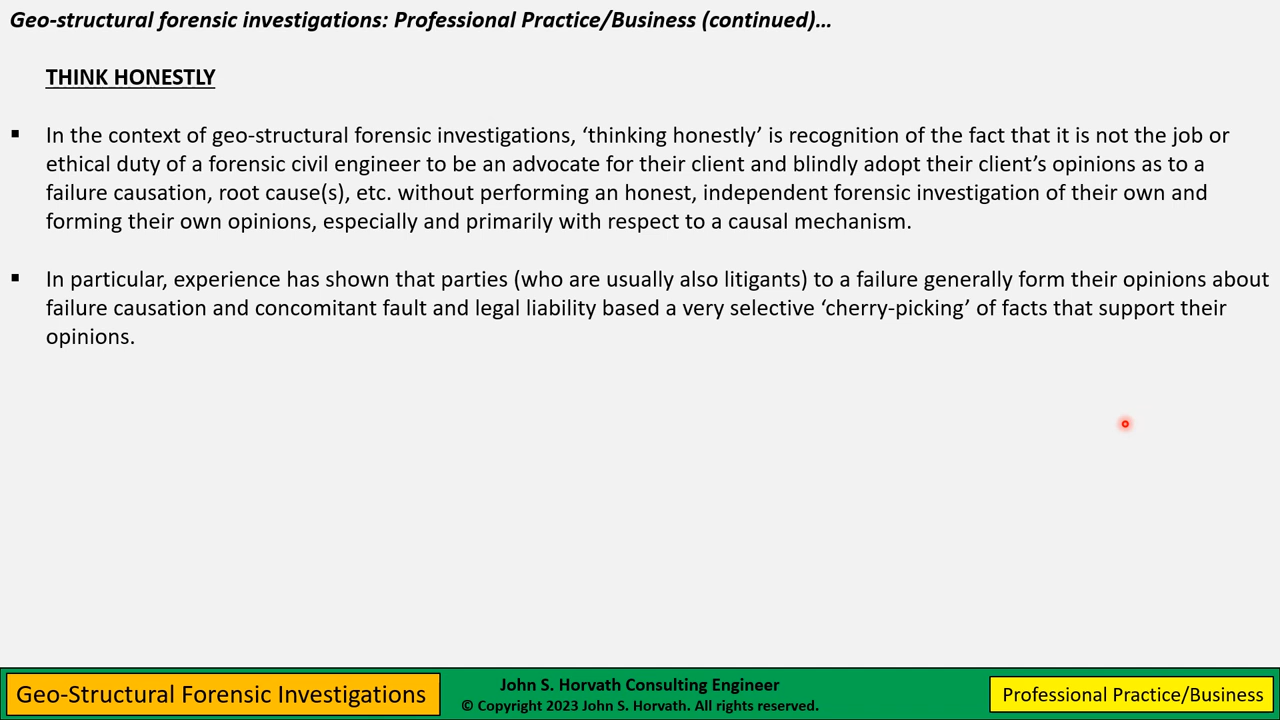 Geo-structural forensic investigations: Professional Practice/Business (continued)…
THINK HONESTLY
▪ In the context of geo-structural forensic investigations, ‘thinking honestly’ is recognition of the fact that it is not the job or
ethical duty of a forensic civil engineer to be an advocate for their client and blindly adopt their client’s opinions as to a
failure causation, root cause(s), etc. without performing an honest, independent forensic investigation of their own and
forming their own opinions, especially and primarily with respect to a causal mechanism.
▪ In particular, experience has shown that parties (who are usually also litigants) to a failure generally form their opinions about
failure causation and concomitant fault and legal liability based a very selective ‘cherry-picking’ of facts that support their
opinions.
Geo-Structural Forensic Investigations
John S. Horvath Consulting Engineer
© Copyright 2023 John S. Horvath. All rights reserved.
Professional Practice/Business